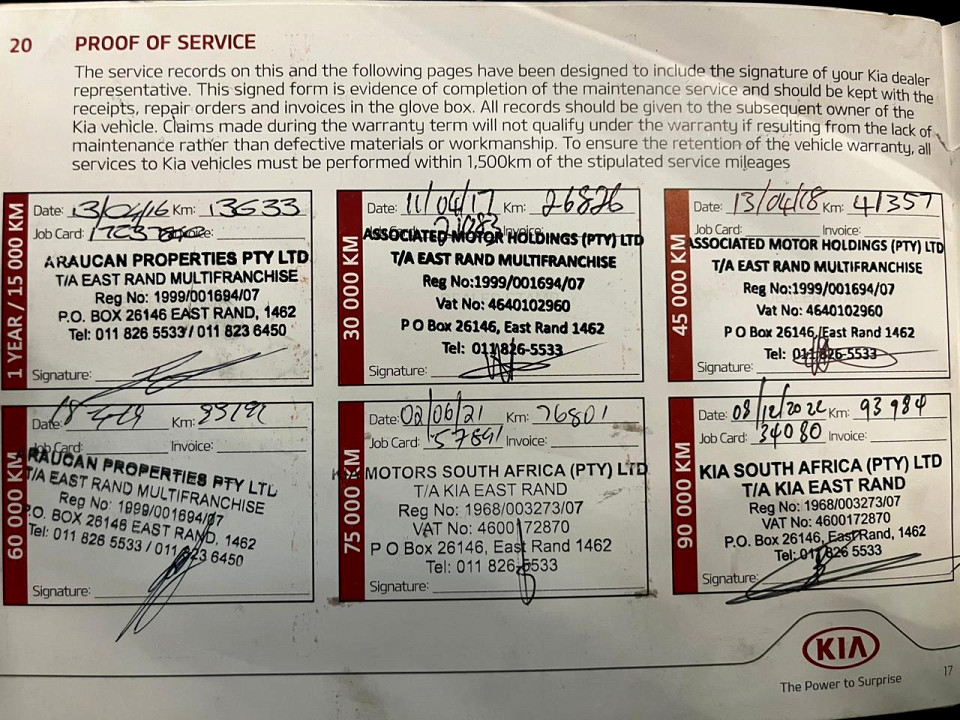 20 PROOF OF SERVICE
The service records on this and the following pages have been designed to include the signature of your Kia dealer
representative. This signed form is evidence of completion of the maintenance service and should be kept with the
receipts, repair orders and invoices in the glove box. All records should be given to the subsequent owner of the
Kia vehicle. Claims made during the warranty term will not qualify under the warranty if resulting from the lack of
maintenance rather than defective materials or workmanship. To ensure the retention of the vehicle warranty, all
services to Kia vehicles must be performed within 1,500km of the stipulated service mileages
1 YEAR / 15 000 KM
Date: 13/04/16 Km: 13633
Job Card: Invoice:
ARAUCAN PROPERTIES PTY LTD
T/A EAST RAND MULTIFRANCHISE
Reg No: 1999/001694/07
P.O. BOX 26146 EAST RAND, 1462
Tel: 011 826 5533 / 011 823 6450
Signature:
30 000 KM
Date: 11/04/17 Km: 26826
Job Card: 21283 Invoice:
ASSOCIATED MOTOR HOLDINGS (PTY) LTD
T/A EAST RAND MULTIFRANCHISE
Reg No:1999/001694/07
Vat No: 4640102960
P O Box 26146, East Rand 1462
Tel: 011 826-5533
Signature:
45 000 KM
Date: 13/04/18 Km: 41357
Job Card: Invoice:
ASSOCIATED MOTOR HOLDINGS (PTY) LTD
T/A EAST RAND MULTIFRANCHISE
Reg No:1999/001694/07
Vat No: 4640102960
P O Box 26146, East Rand 1462
Tel: 011 826-5533
Signature:
60 000 KM
Date: Km:
Job Card: Invoice:
ARAUCAN PROPERTIES PTY LTD
T/A EAST RAND MULTIFRANCHISE
Reg No: 1999/001694/07
P.O. BOX 26146 EAST RAND, 1462
Tel: 011 826 5533 / 011 823 6450
Signature:
75 000 KM
Date: 02/06/21 Km: 76801
Job Card: 57891 Invoice:
KIA MOTORS SOUTH AFRICA (PTY) LTD
T/A KIA EAST RAND
Reg No: 1968/003273/07
VAT No: 4600172870
P O Box 26146, East Rand 1462
Tel: 011 826-5533
Signature:
90 000 KM
Date: 08/12/2022 Km: 93984
Job Card: 34080 Invoice:
KIA SOUTH AFRICA (PTY) LTD
T/A KIA EAST RAND
Reg No: 1968/003273/07
VAT No: 4600172870
P.O. Box 26146, East Rand 1462
Tel: 011 826 5533
Signature:
KIA
The Power to Surprise
17